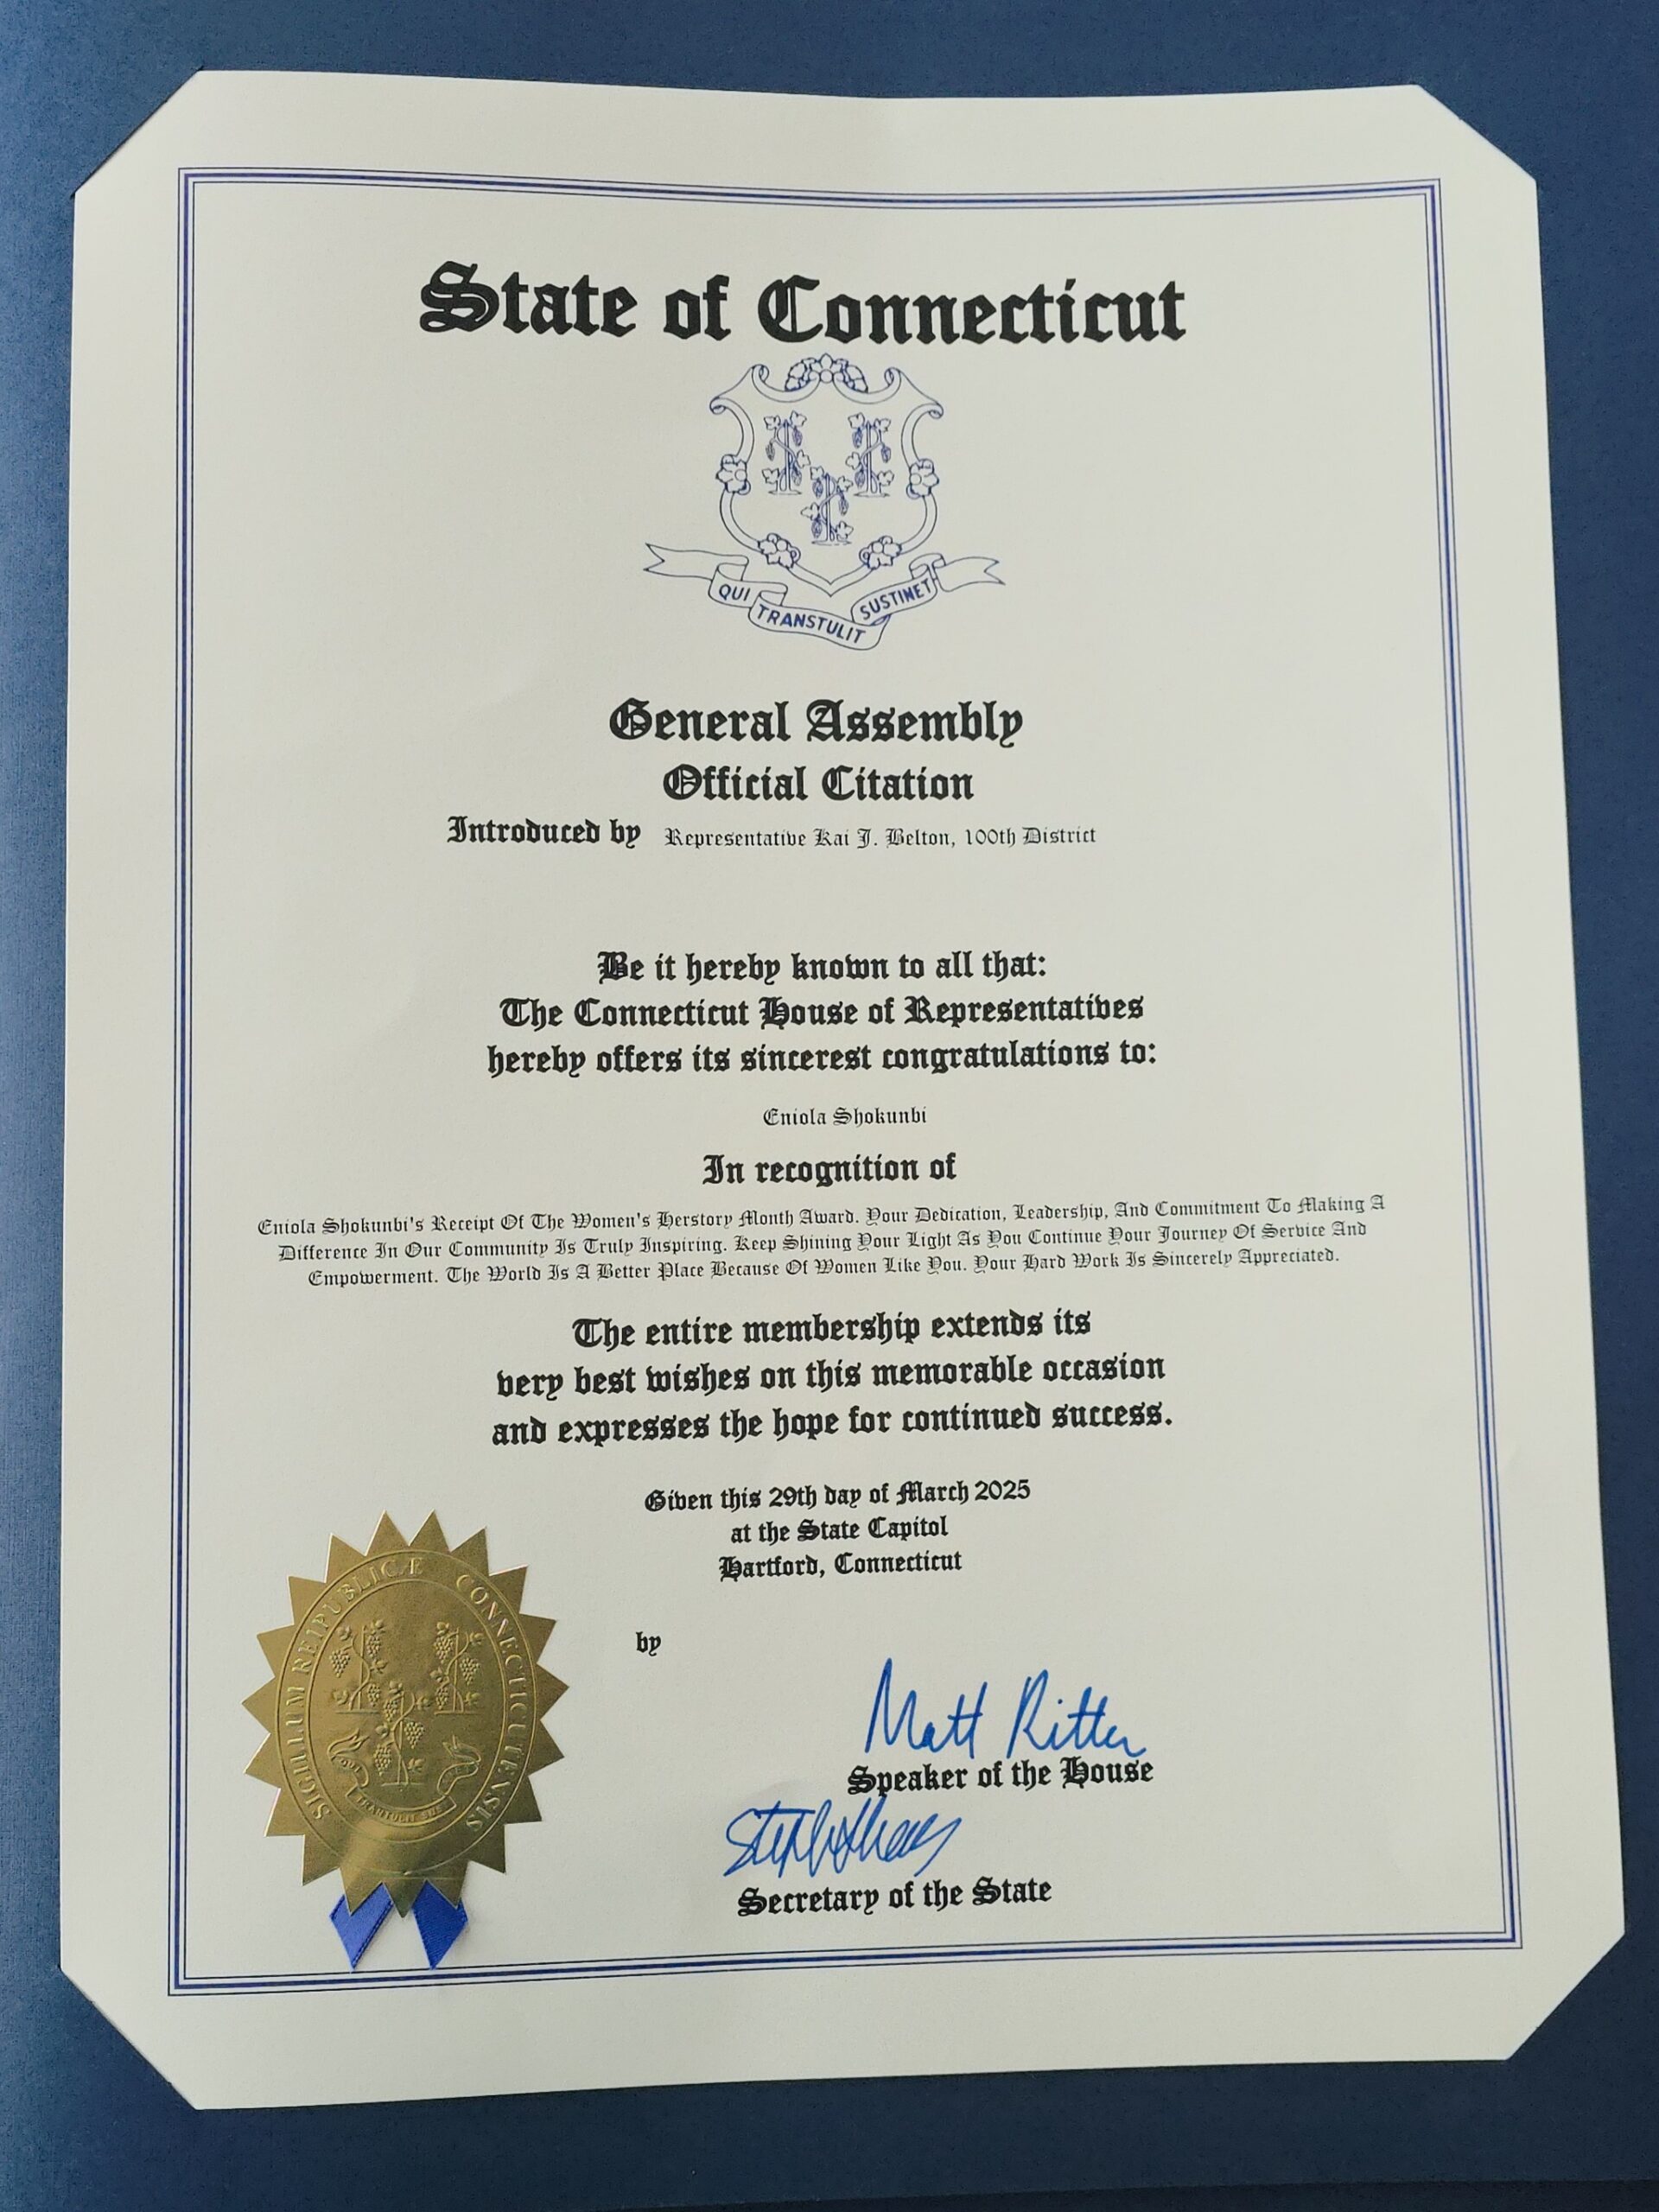 State of Connecticut
QUI TRANSTULIT SUSTINET
General Assembly
Official Citation
Introduced by Representative Kai J. Belton, 100th District
Be it hereby known to all that:
The Connecticut House of Representatives
hereby offers its sincerest congratulations to:
Eniola Shokunbi
In recognition of
Eniola Shokunbi's Receipt Of The Women's Herstory Month Award. Your Dedication, Leadership, And Commitment To Making A
Difference In Our Community Is Truly Inspiring. Keep Shining Your Light As You Continue Your Journey Of Service And
Empowerment. The World Is A Better Place Because Of Women Like You. Your Hard Work Is Sincerely Appreciated.
The entire membership extends its
very best wishes on this memorable occasion
and expresses the hope for continued success.
Given this 29th day of March 2025
at the State Capitol
Hartford, Connecticut
SIGILLUM REIPUBLICÆ CONNECTICUTENSIS
by
Matt Ritter
Speaker of the House
Secretary of the State